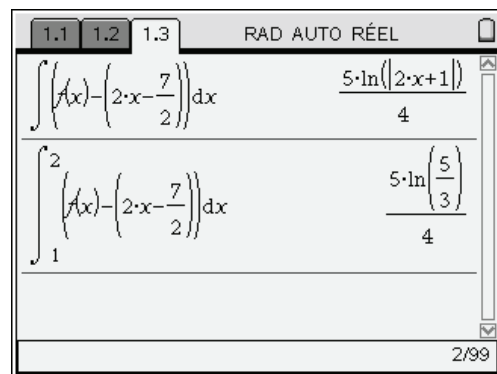 1.1 1.2 1.3 RAD AUTO RÉEL
∫(f(x)-(2·x-7/2))dx 5·ln(|2·x+1|)/4
∫₁²(f(x)-(2·x-7/2))dx 5·ln(5/3)/4
2/99